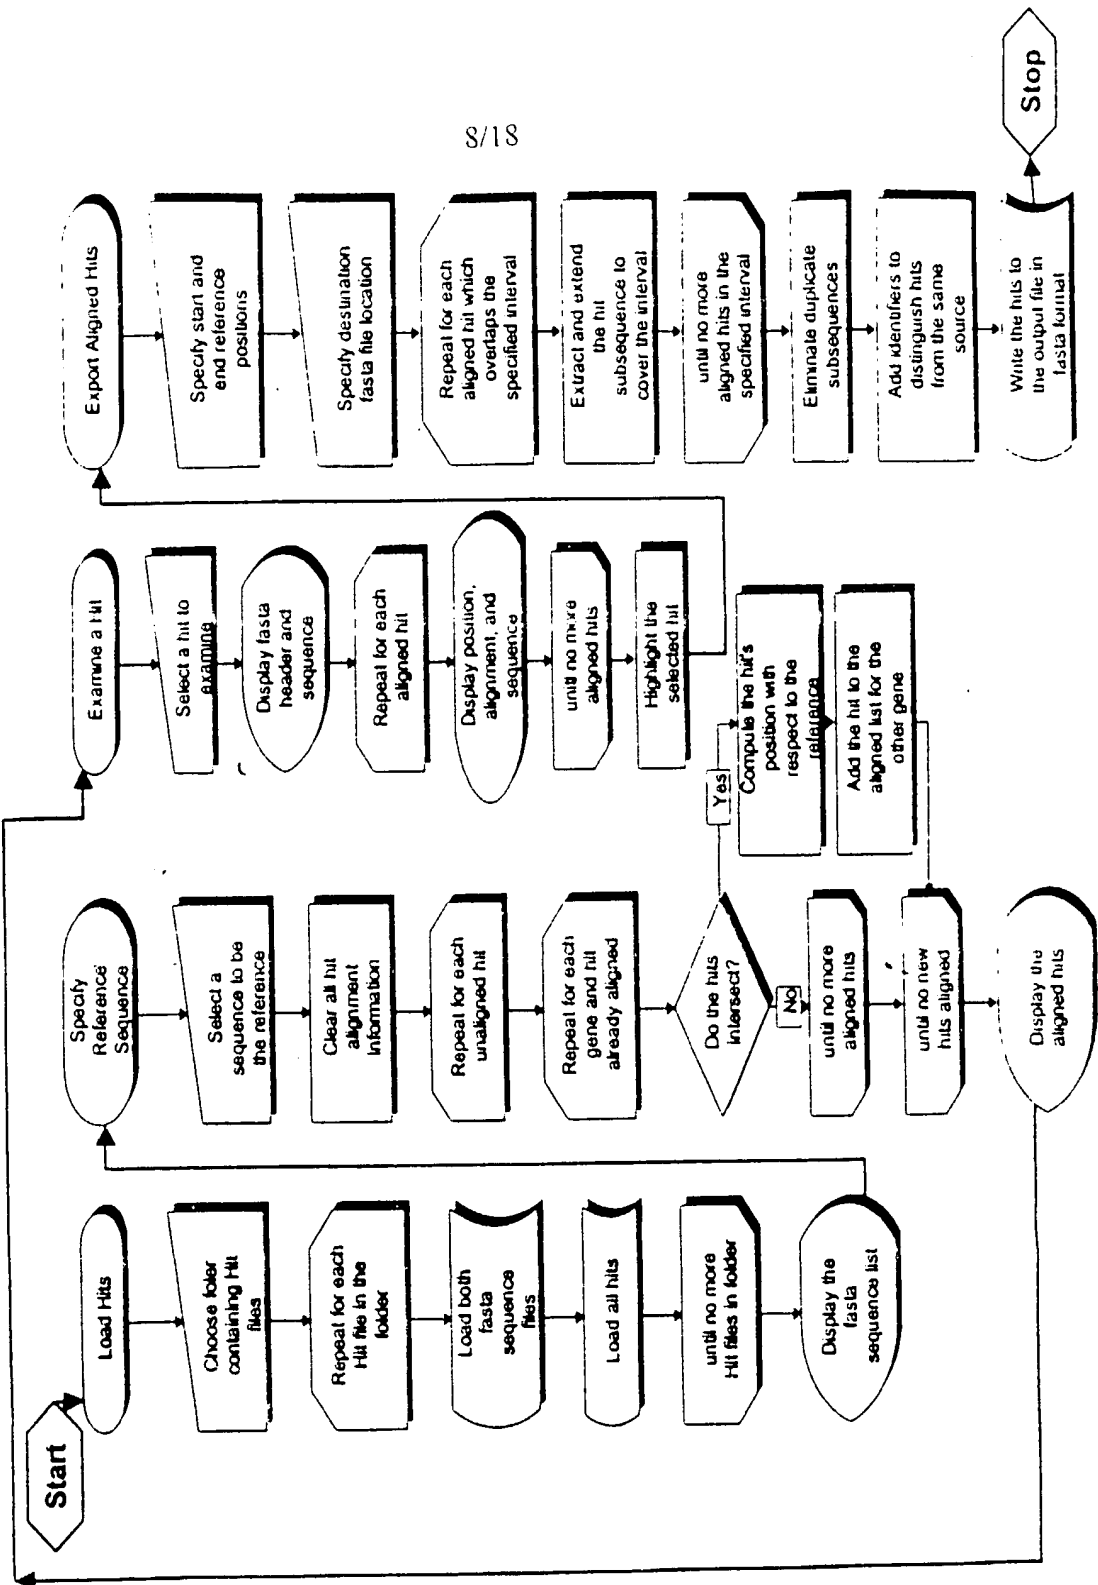 8/18
Start
Load Hits
Choose foler
containing Hit
files
Repeat for each
Hit file in the
folder
Load both
fasta
sequence
files
Load all hits
until no more
Hit files in folder
Display the
fasta
sequence list
Specify
Reference
Sequence
Select a
sequence to be
the reference
Clear all hit
alignment
information
Repeat for each
unaligned hit
Repeat for each
gene and hit
already aligned
Do the hits
intersect?
No
Yes
until no more
aligned hits
until no new
hits aligned
Display the
aligned hits
Compute the hit's
position with
respect to the
reference
Add the hit to the
aligned list for the
other gene
Examine a Hit
Select a hit to
examine
Display fasta
header and
sequence
Repeat for each
aligned hit
Display position,
alignment, and
sequence
until no more
aligned hits
Highlight the
selected hit
Export Aligned Hits
Specify start and
end reference
positions
Specify destination
fasta file location
Repeat for each
aligned hit which
overlaps the
specified interval
Extract and extend
the hit
subsequence to
cover the interval
until no more
aligned hits in the
specified interval
Eliminate duplicate
subsequences
Add identifiers to
distinguish hits
from the same
source
Write the hits to
the output file in
fasta format
Stop